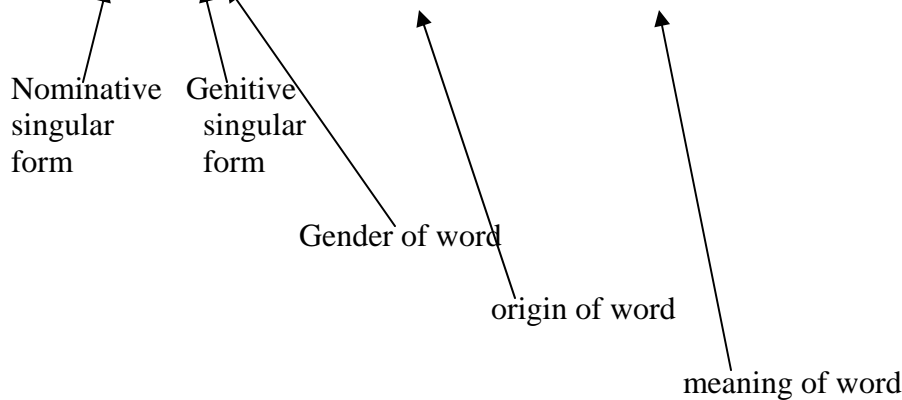 Nominative Genitive
singular singular
form form
Gender of word
origin of word
meaning of word